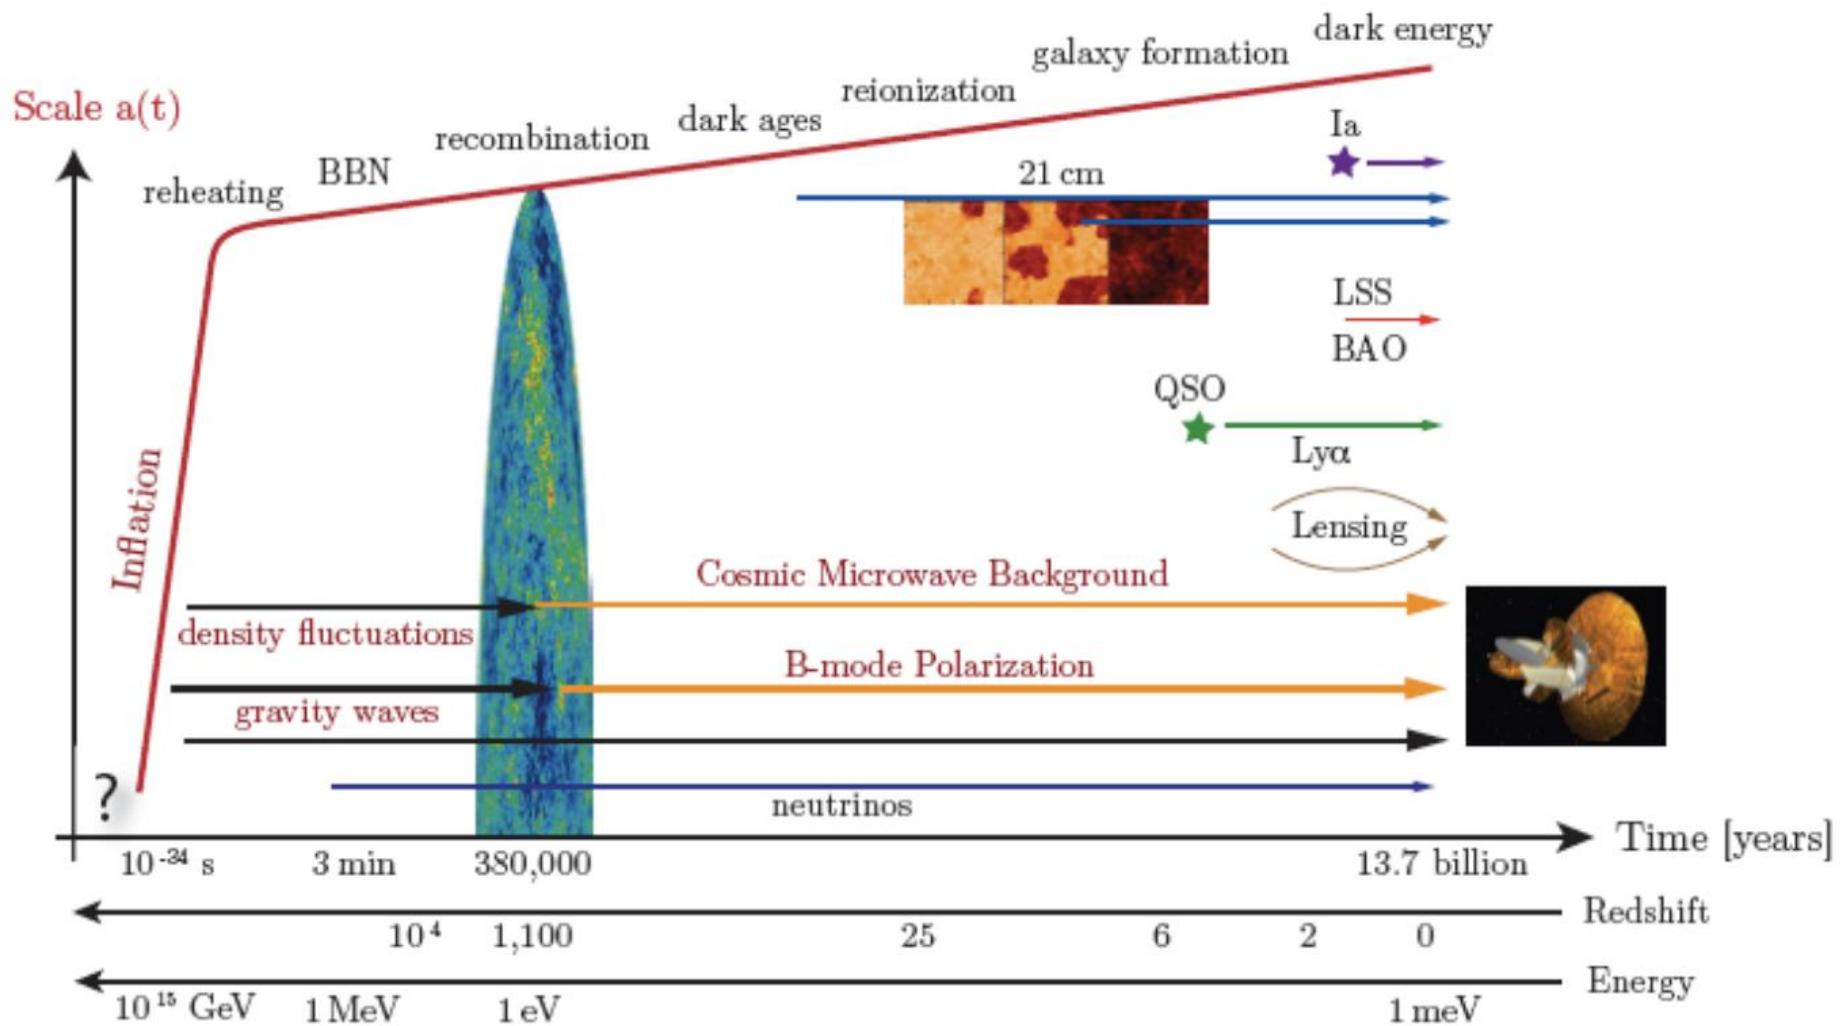 dark energy
galaxy formation
reionization
Scale a(t)
dark ages
recombination
BBN
reheating
Ia
21 cm
LSS
BAO
QSO
Lyα
Lensing
Inflation
Cosmic Microwave Background
density fluctuations
B-mode Polarization
gravity waves
?
neutrinos
Time [years]
10⁻³⁴ s 3 min 380,000 13.7 billion
Redshift
10⁴ 1,100 25 6 2 0
Energy
10¹⁵ GeV 1 MeV 1 eV 1 meV